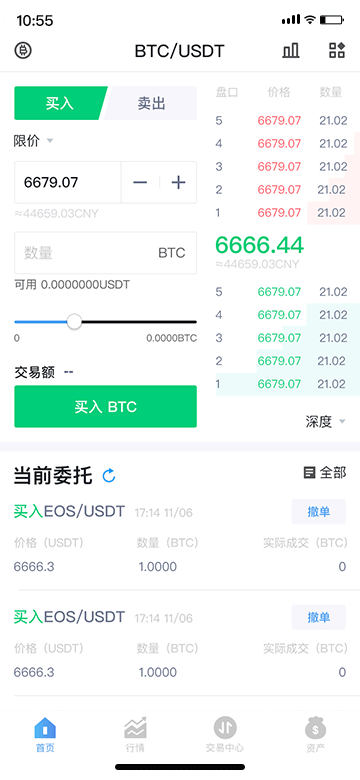 10:55
BTC/USDT
买入 卖出
限价
6679.07
≈44659.03CNY
数量 BTC
可用 0.0000000USDT
0 0.0000BTC
交易额 --
买入 BTC
盘口 价格 数量
5 6679.07 21.02
4 6679.07 21.02
3 6679.07 21.02
2 6679.07 21.02
1 6679.07 21.02
6666.44
≈44659.03CNY
5 6679.07 21.02
4 6679.07 21.02
3 6679.07 21.02
2 6679.07 21.02
1 6679.07 21.02
深度
当前委托 全部
买入EOS/USDT 17:14 11/06 撤单
价格（USDT） 数量（BTC） 实际成交（BTC）
6666.3 1.0000 0
买入EOS/USDT 17:14 11/06 撤单
价格（USDT） 数量（BTC） 实际成交（BTC）
6673.3 1.0000 0
首页 行情 交易中心 资产